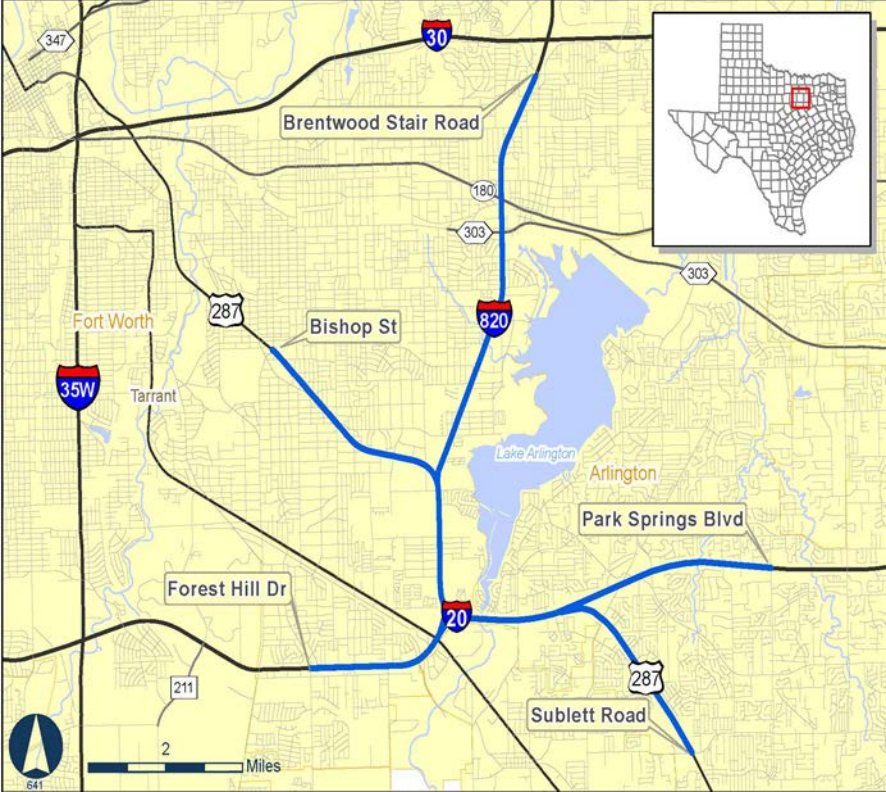 347
30
Brentwood Stair Road
180
303
303
287
Bishop St
820
Fort Worth
35W
Tarrant
Lake Arlington
Arlington
Park Springs Blvd
Forest Hill Dr
20
287
211
Sublett Road
2
Miles
641